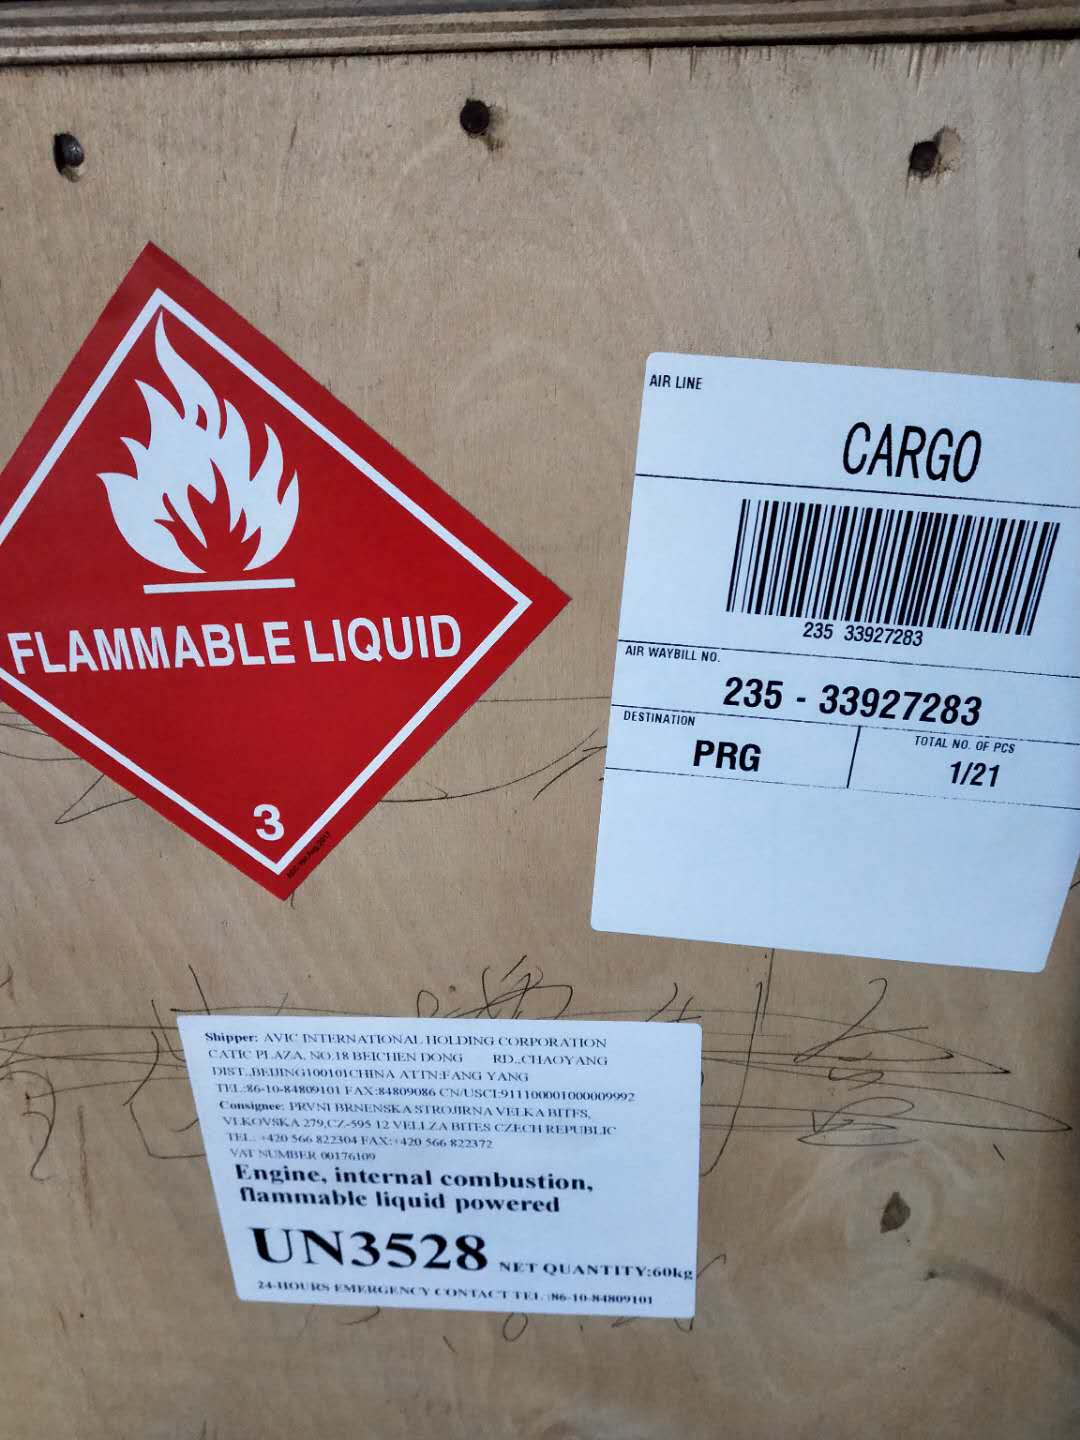 FLAMMABLE LIQUID
3
AIR LINE
CARGO
235 33927283
AIR WAYBILL NO.
235 - 33927283
DESTINATION
PRG
TOTAL NO. OF PCS
1/21
Shipper: AVIC INTERNATIONAL HOLDING CORPORATION
CATIC PLAZA, NO.18 BEICHEN DONG RD.,CHAOYANG
DIST.,BEIJING100101CHINA ATTN:FANG YANG
TEL:86-10-84809101 FAX:84809086 CN/USCI:911100001000009992
Consignee: PRVNI BRNENSKA STROJIRNA VELKA BITES,
VLKOVSKA 279,CZ-595 12 VELLZA BITES CZECH REPUBLIC
TEL: +420 566 822304 FAX:+420 566 822372
VAT NUMBER 00176109
Engine, internal combustion,
flammable liquid powered
UN3528 NET QUANTITY:60kg
24-HOURS EMERGENCY CONTACT TEL :86-10-84809101